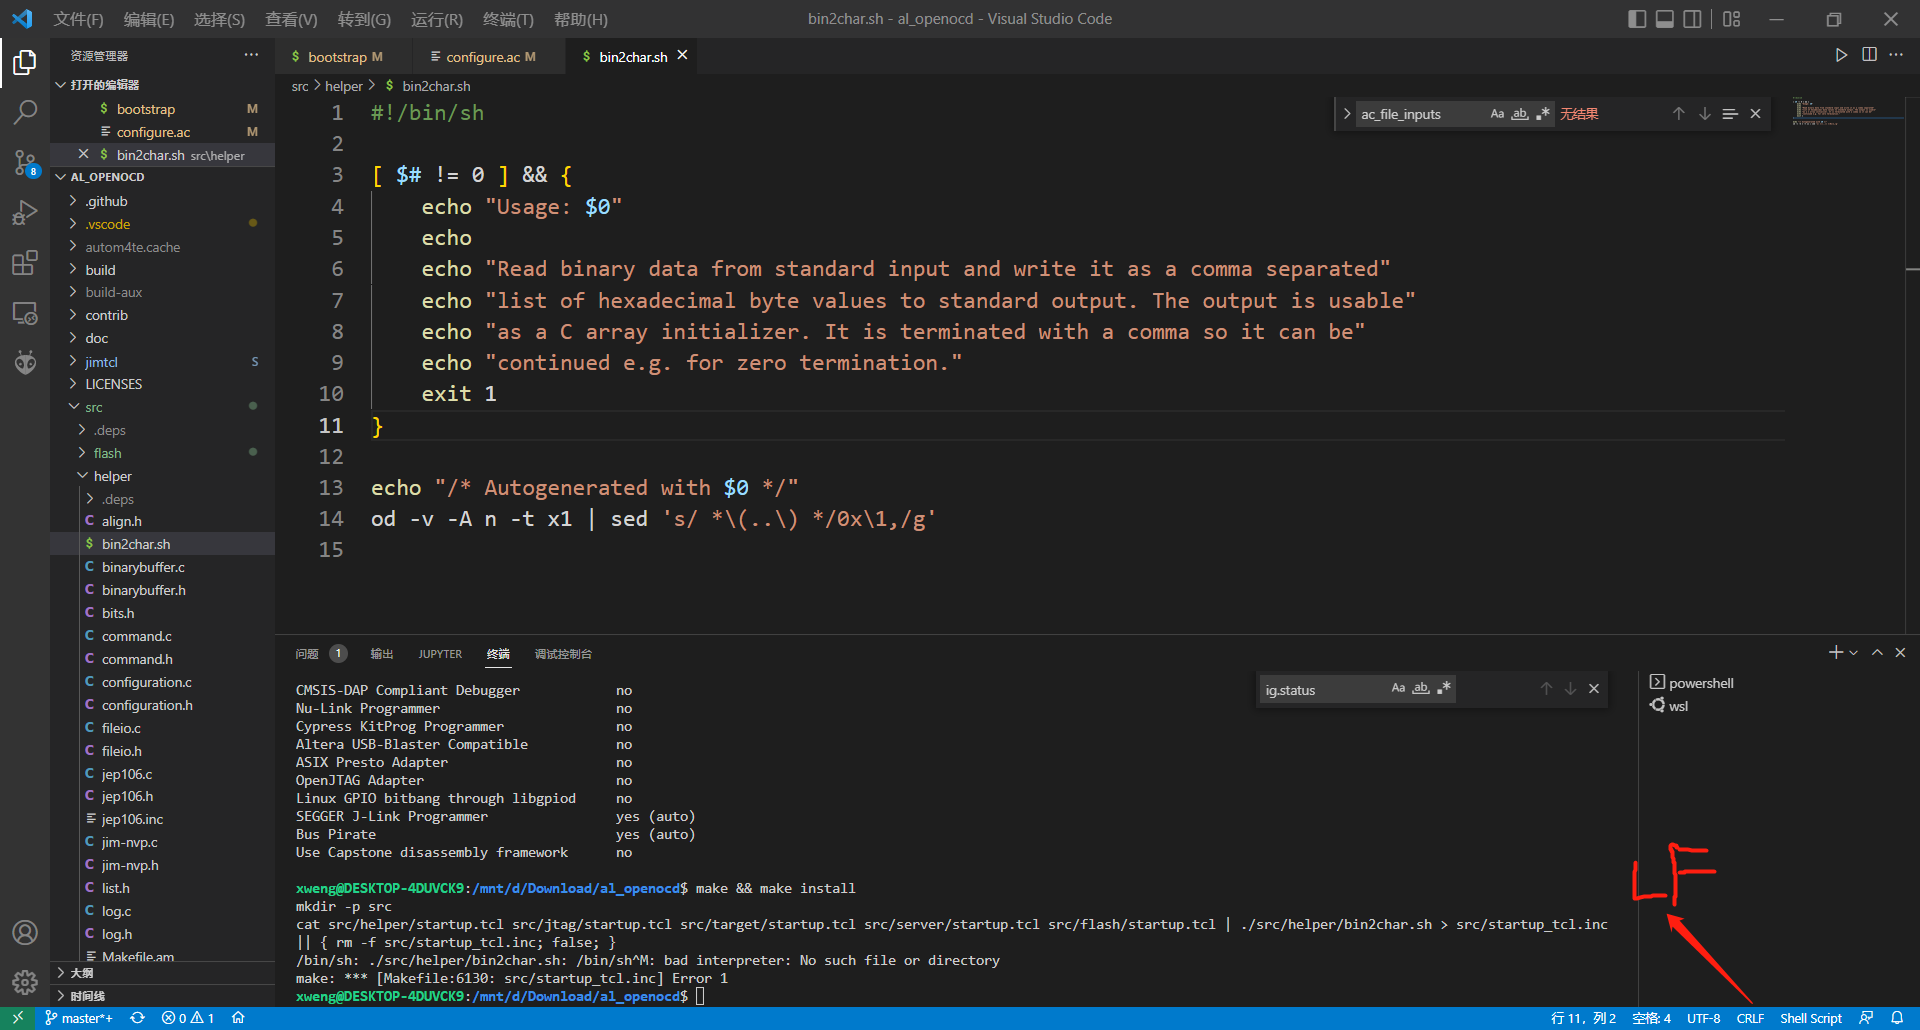 文件(F) 编辑(E) 选择(S) 查看(V) 转到(G) 运行(R) 终端(T) 帮助(H) bin2char.sh - al_openocd - Visual Studio Code
资源管理器 ···
打开的编辑器
$ bootstrap M
configure.ac M
$ bin2char.sh src\helper
AL_OPENOCD
.github
.vscode
autom4te.cache
build
build-aux
contrib
doc
jimtcl S
LICENSES
src
.deps
flash
helper
.deps
C align.h
$ bin2char.sh
C binarybuffer.c
C binarybuffer.h
C bits.h
C command.c
C command.h
C configuration.c
C configuration.h
C fileio.c
C fileio.h
C jep106.c
C jep106.h
jep106.inc
C jim-nvp.c
C jim-nvp.h
C list.h
C log.c
C log.h
Makefile.am
大纲
时间线
8
$ bootstrap M configure.ac M $ bin2char.sh
src > helper > $ bin2char.sh
ac_file_inputs Aa ab .* 无结果
1 #!/bin/sh
2
3 [ $# != 0 ] && {
4     echo "Usage: $0"
5     echo
6     echo "Read binary data from standard input and write it as a comma separated"
7     echo "list of hexadecimal byte values to standard output. The output is usable"
8     echo "as a C array initializer. It is terminated with a comma so it can be"
9     echo "continued e.g. for zero termination."
10     exit 1
11 }
12
13 echo "/* Autogenerated with $0 */"
14 od -v -A n -t x1 | sed 's/ *\(..\) */0x\1,/g'
15
问题 1 输出 JUPYTER 终端 调试控制台
ig.status Aa ab .*
powershell
wsl
CMSIS-DAP Compliant Debugger no
Nu-Link Programmer no
Cypress KitProg Programmer no
Altera USB-Blaster Compatible no
ASIX Presto Adapter no
OpenJTAG Adapter no
Linux GPIO bitbang through libgpiod no
SEGGER J-Link Programmer yes (auto)
Bus Pirate yes (auto)
Use Capstone disassembly framework no
xweng@DESKTOP-4DUVCK9:/mnt/d/Download/al_openocd$ make && make install
mkdir -p src
cat src/helper/startup.tcl src/jtag/startup.tcl src/target/startup.tcl src/server/startup.tcl src/flash/startup.tcl | ./src/helper/bin2char.sh > src/startup_tcl.inc
|| { rm -f src/startup_tcl.inc; false; }
/bin/sh: ./src/helper/bin2char.sh: /bin/sh^M: bad interpreter: No such file or directory
make: *** [Makefile:6130: src/startup_tcl.inc] Error 1
xweng@DESKTOP-4DUVCK9:/mnt/d/Download/al_openocd$
LF
master*+ 0 1 行 11, 列 2 空格: 4 UTF-8 CRLF Shell Script